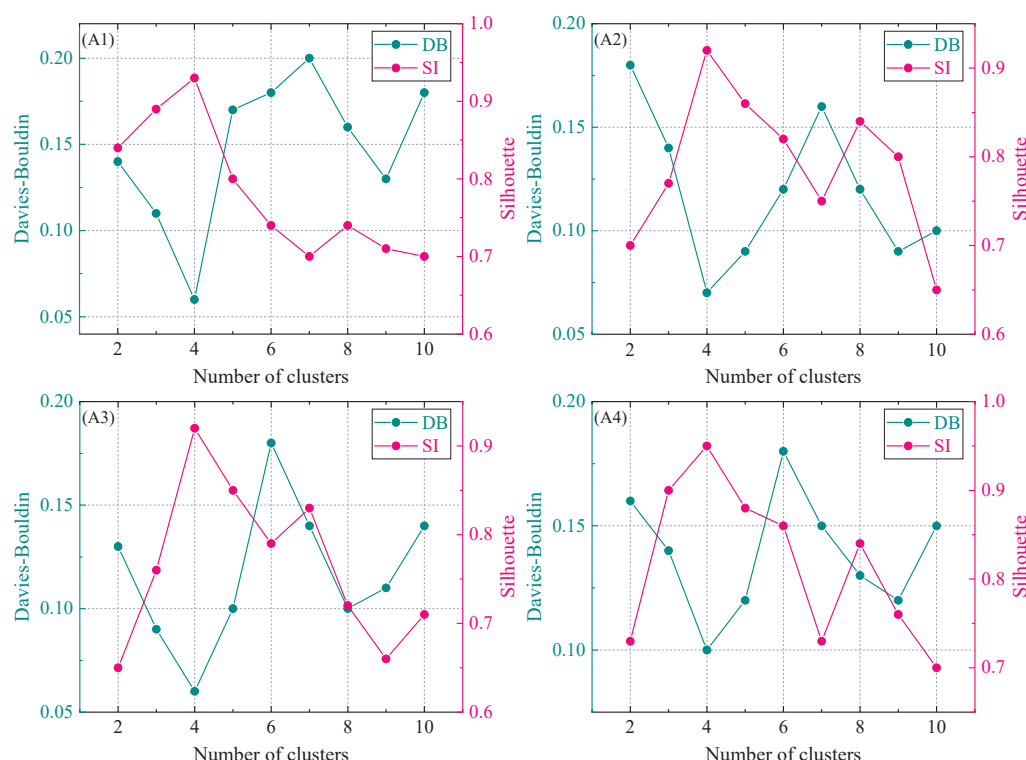 (A1)
DB
SI
0.20
0.15
0.10
0.05
1.0
0.9
0.8
0.7
0.6
2 4 6 8 10
Davies-Bouldin
Silhouette
Number of clusters
(A2)
DB
SI
0.20
0.15
0.10
0.05
0.9
0.8
0.7
0.6
2 4 6 8 10
Davies-Bouldin
Silhouette
Number of clusters
(A3)
DB
SI
0.20
0.15
0.10
0.05
0.9
0.8
0.7
0.6
2 4 6 8 10
Davies-Bouldin
Silhouette
Number of clusters
(A4)
DB
SI
0.20
0.15
0.10
1.0
0.9
0.8
0.7
2 4 6 8 10
Davies-Bouldin
Silhouette
Number of clusters